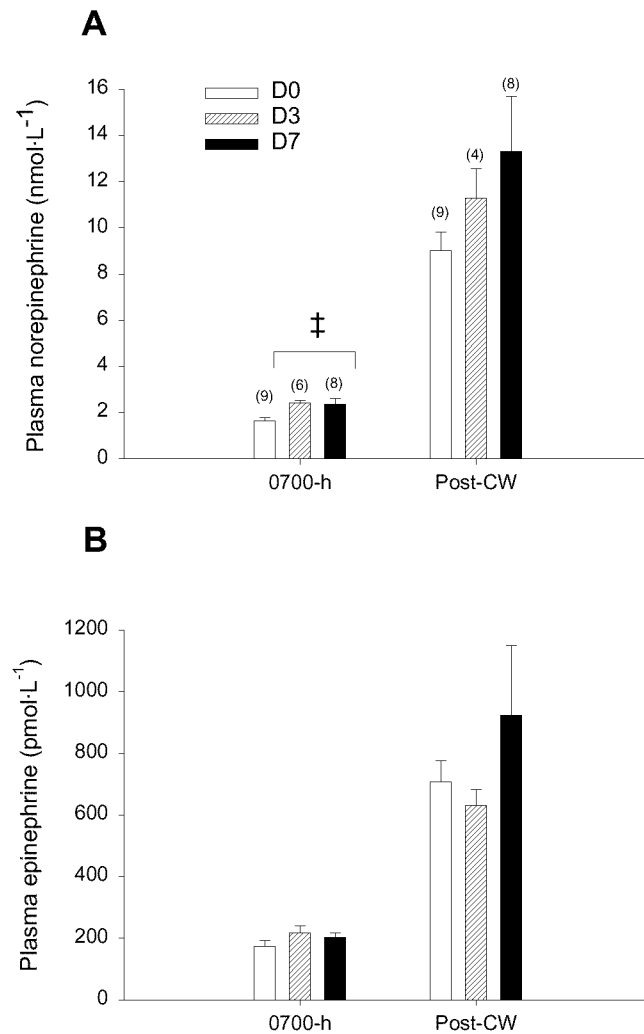 A
Plasma norepinephrine (nmol·L⁻¹)
16
14
12
10
8
6
4
2
0
D0
D3
D7
(9)
(6)
(8)
‡
(9)
(4)
(8)
0700-h
Post-CW
B
Plasma epinephrine (pmol·L⁻¹)
1200
1000
800
600
400
200
0
0700-h
Post-CW